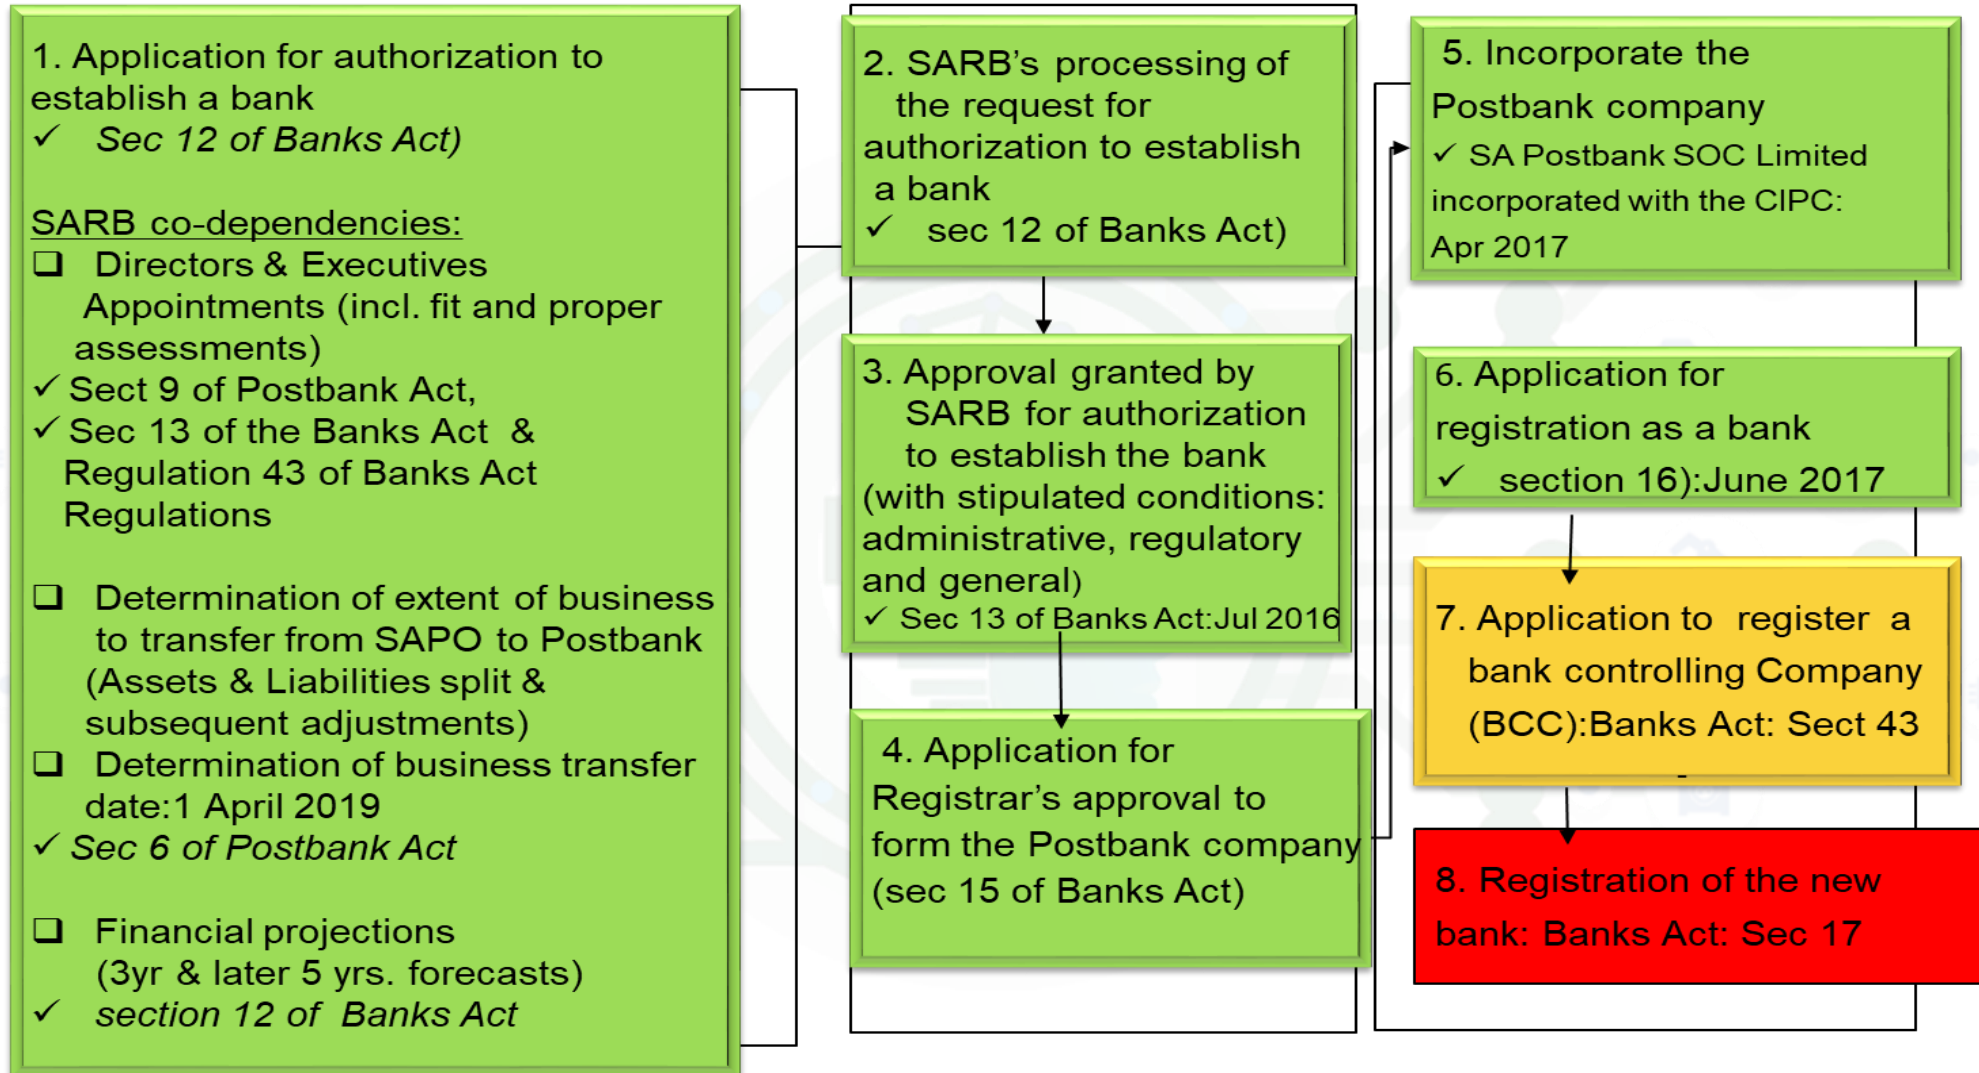 1. Application for authorization to
establish a bank
✓ Sec 12 of Banks Act)
SARB co-dependencies:
❑ Directors & Executives
Appointments (incl. fit and proper
assessments)
✓ Sect 9 of Postbank Act,
✓ Sec 13 of the Banks Act &
Regulation 43 of Banks Act
Regulations
❑ Determination of extent of business
to transfer from SAPO to Postbank
(Assets & Liabilities split &
subsequent adjustments)
❑ Determination of business transfer
date:1 April 2019
✓ Sec 6 of Postbank Act
❑ Financial projections
(3yr & later 5 yrs. forecasts)
✓ section 12 of Banks Act
2. SARB's processing of
the request for
authorization to establish
a bank
✓ sec 12 of Banks Act)
3. Approval granted by
SARB for authorization
to establish the bank
(with stipulated conditions:
administrative, regulatory
and general)
✓ Sec 13 of Banks Act:Jul 2016
4. Application for
Registrar's approval to
form the Postbank company
(sec 15 of Banks Act)
5. Incorporate the
Postbank company
✓ SA Postbank SOC Limited
incorporated with the CIPC:
Apr 2017
6. Application for
registration as a bank
✓ section 16):June 2017
7. Application to register a
bank controlling Company
(BCC):Banks Act: Sect 43
8. Registration of the new
bank: Banks Act: Sec 17